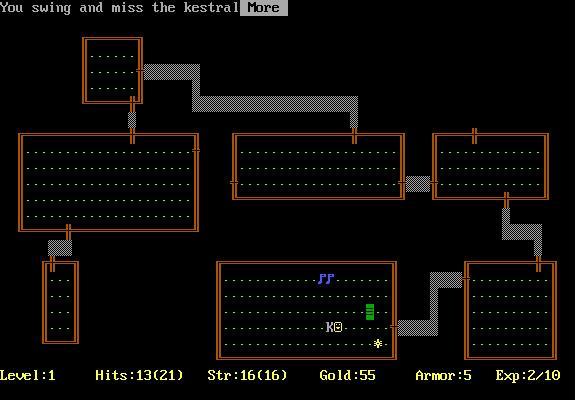 You swing and miss the kestral More
K
Level:1 Hits:13(21) Str:16(16) Gold:55 Armor:5 Exp:2/10